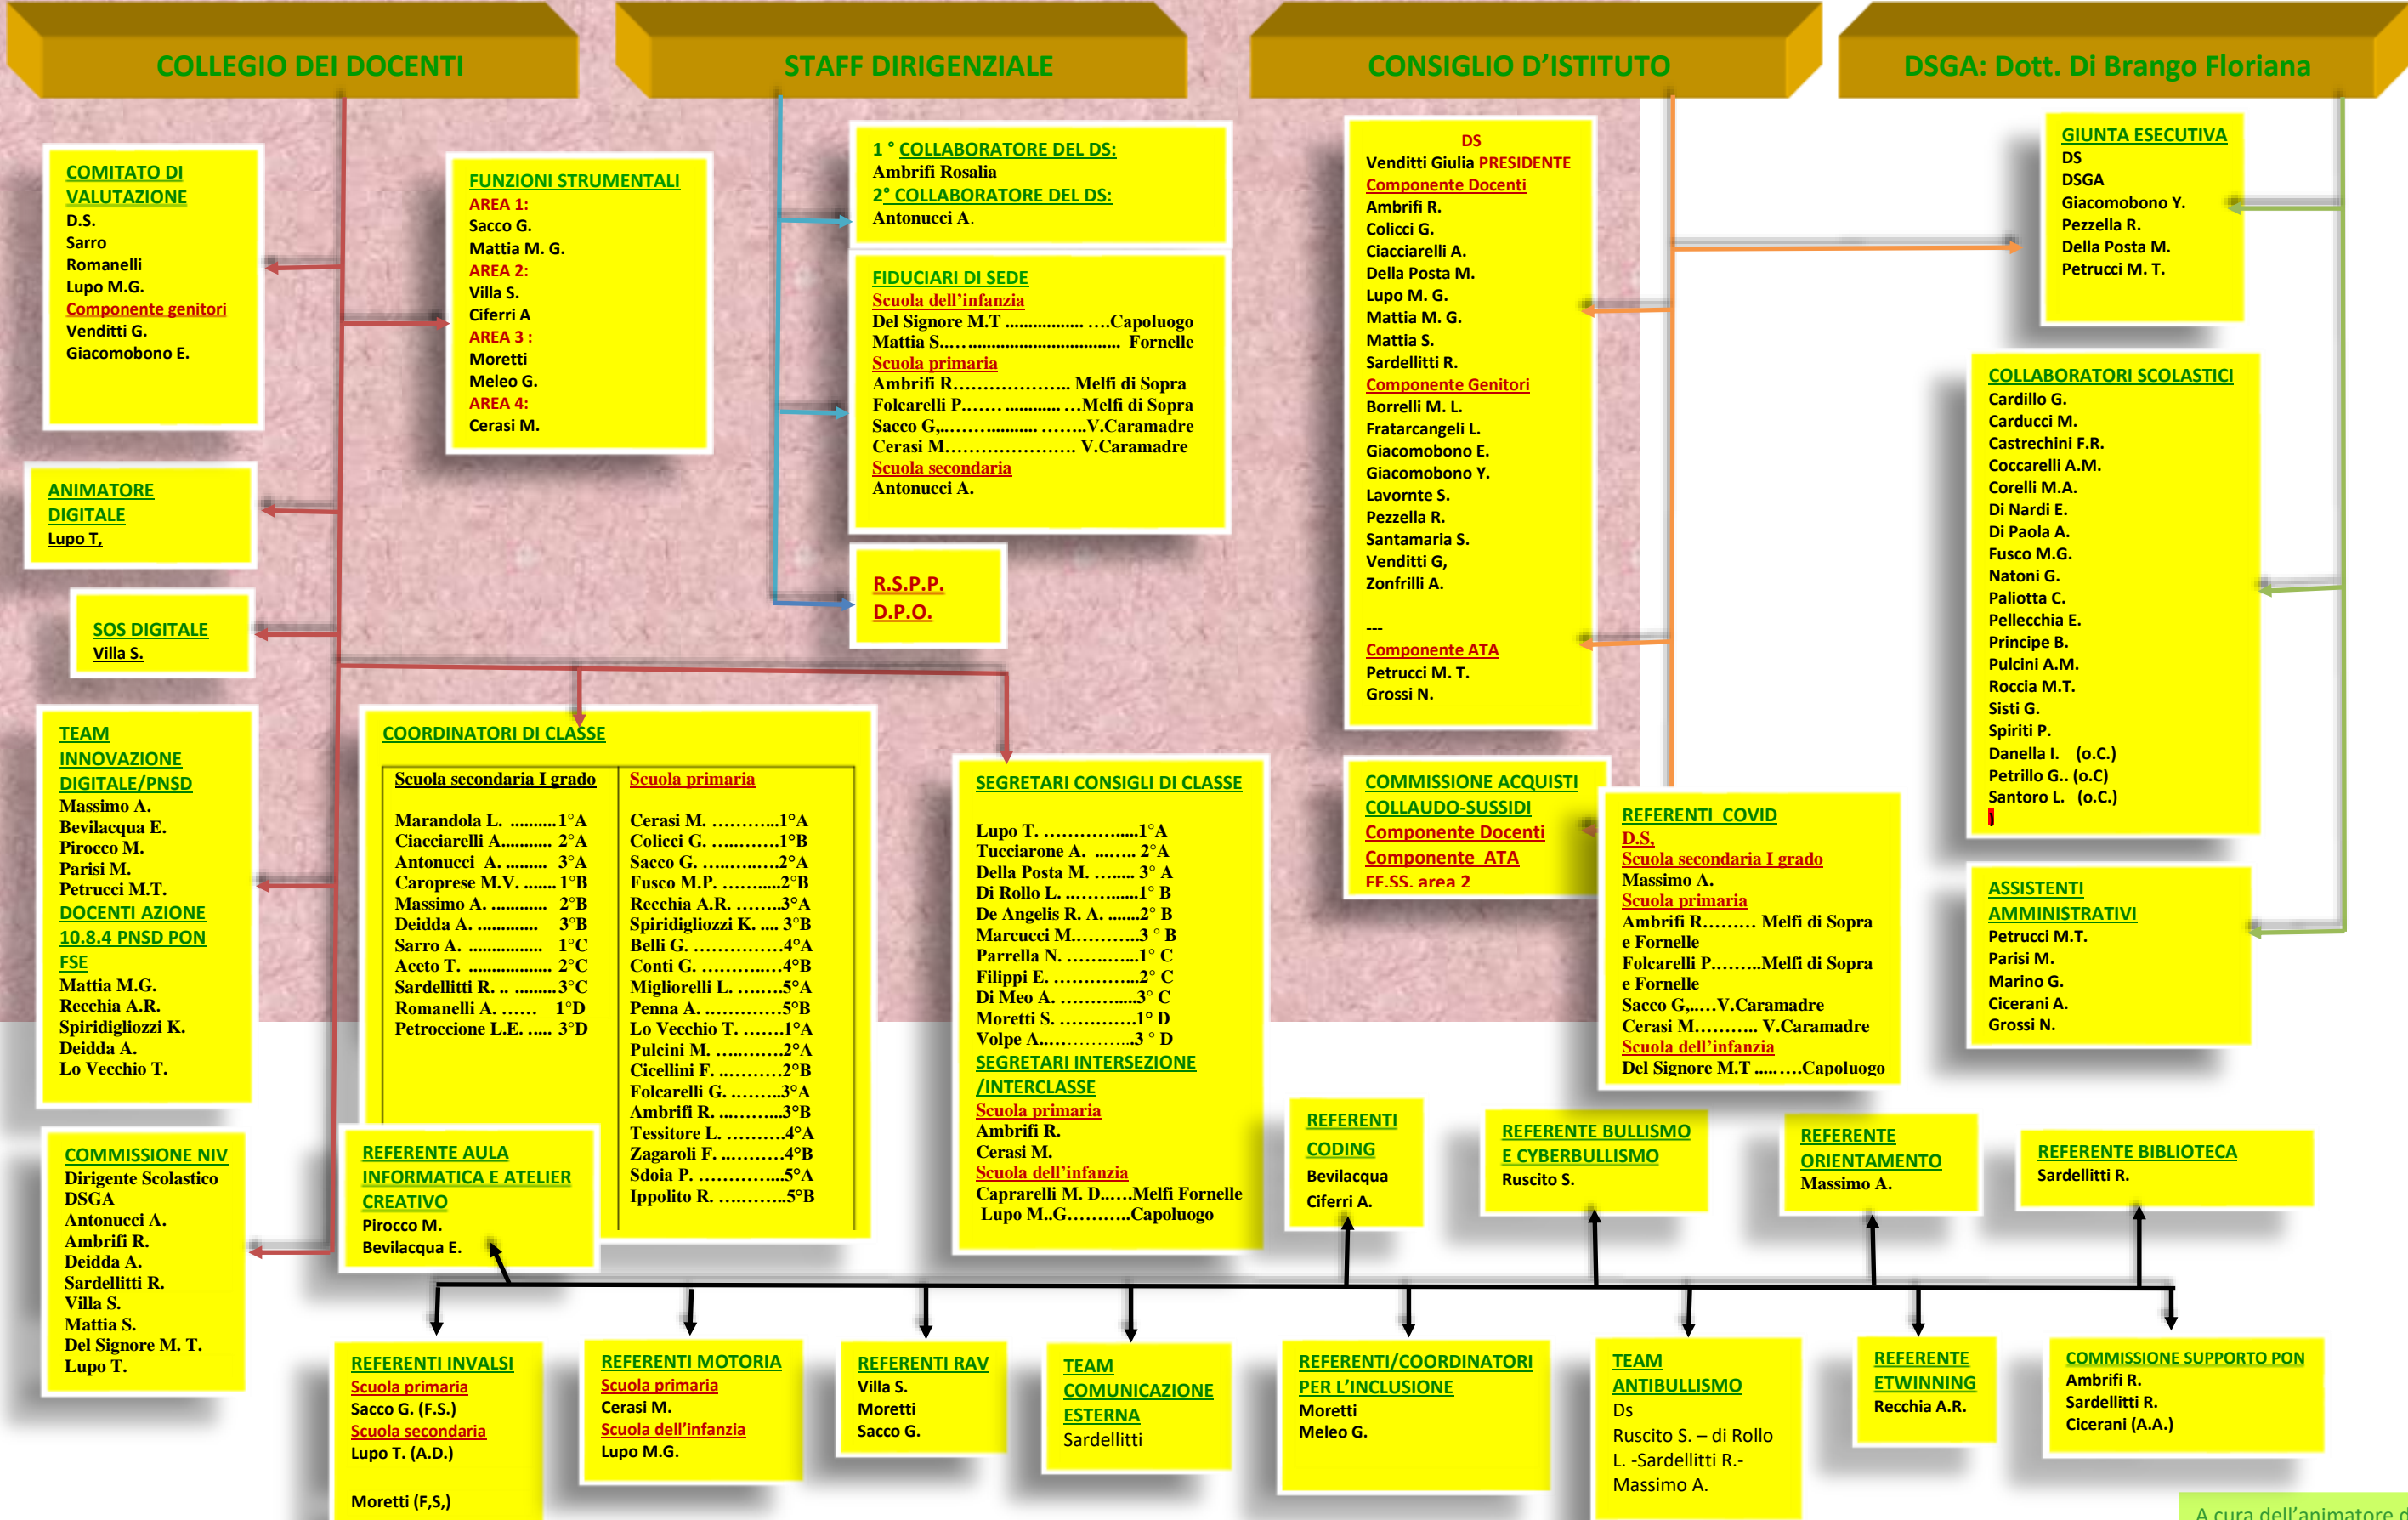 COLLEGIO DEI DOCENTI
STAFF DIRIGENZIALE
CONSIGLIO D'ISTITUTO
DSGA: Dott. Di Brango Floriana
COMITATO DI
VALUTAZIONE
D.S.
Sarro
Romanelli
Lupo M.G.
Componente genitori
Venditti G.
Giacomobono E.
FUNZIONI STRUMENTALI
AREA 1:
Sacco G.
Mattia M. G.
AREA 2:
Villa S.
Ciferri A
AREA 3 :
Moretti
Meleo G.
AREA 4:
Cerasi M.
1 ° COLLABORATORE DEL DS:
Ambrifi Rosalia
2° COLLABORATORE DEL DS:
Antonucci A.
FIDUCIARI DI SEDE
Scuola dell'infanzia
Del Signore M.T ................. ….Capoluogo
Mattia S.…................................... Fornelle
Scuola primaria
Ambrifi R……………….. Melfi di Sopra
Folcarelli P.…… ............ …Melfi di Sopra
Sacco G,..……........... ……..V.Caramadre
Cerasi M…………………. V.Caramadre
Scuola secondaria
Antonucci A.
R.S.P.P.
D.P.O.
DS
Venditti Giulia PRESIDENTE
Componente Docenti
Ambrifi R.
Colicci G.
Ciacciarelli A.
Della Posta M.
Lupo M. G.
Mattia M. G.
Mattia S.
Sardellitti R.
Componente Genitori
Borrelli M. L.
Fratarcangeli L.
Giacomobono E.
Giacomobono Y.
Lavornte S.
Pezzella R.
Santamaria S.
Venditti G,
Zonfrilli A.
---
Componente ATA
Petrucci M. T.
Grossi N.
GIUNTA ESECUTIVA
DS
DSGA
Giacomobono Y.
Pezzella R.
Della Posta M.
Petrucci M. T.
COLLABORATORI SCOLASTICI
Cardillo G.
Carducci M.
Castrechini F.R.
Coccarelli A.M.
Corelli M.A.
Di Nardi E.
Di Paola A.
Fusco M.G.
Natoni G.
Paliotta C.
Pellecchia E.
Principe B.
Pulcini A.M.
Roccia M.T.
Sisti G.
Spiriti P.
Danella I. (o.C.)
Petrillo G.. (o.C)
Santoro L. (o.C.)
)
ANIMATORE
DIGITALE
Lupo T,
SOS DIGITALE
Villa S.
TEAM
INNOVAZIONE
DIGITALE/PNSD
Massimo A.
Bevilacqua E.
Pirocco M.
Parisi M.
Petrucci M.T.
DOCENTI AZIONE
10.8.4 PNSD PON
FSE
Mattia M.G.
Recchia A.R.
Spiridigliozzi K.
Deidda A.
Lo Vecchio T.
COORDINATORI DI CLASSE
Scuola secondaria I grado
Marandola L. ..........1°A
Ciacciarelli A........... 2°A
Antonucci A. ......... 3°A
Caroprese M.V. ....... 1°B
Massimo A. ............ 2°B
Deidda A. ............. 3°B
Sarro A. ................ 1°C
Aceto T. .................. 2°C
Sardellitti R. .. .........3°C
Romanelli A. …… 1°D
Petroccione L.E. ..... 3°D
Scuola primaria
Cerasi M. ………...1°A
Colicci G. …..…….1°B
Sacco G. …..…..….2°A
Fusco M.P. ……....2°B
Recchia A.R. ……..3°A
Spiridigliozzi K. .... 3°B
Belli G. …………..4°A
Conti G. ………..…4°B
Migliorelli L. …….5°A
Penna A. ………….5°B
Lo Vecchio T. …….1°A
Pulcini M. …..…….2°A
Cicellini F. ..………2°B
Folcarelli G. ..…….3°A
Ambrifi R. ...……...3°B
Tessitore L. ……….4°A
Zagaroli F. ..………4°B
Sdoia P. …………...5°A
Ippolito R. ………..5°B
SEGRETARI CONSIGLI DI CLASSE
Lupo T. ………….....1°A
Tucciarone A. ...….. 2°A
Della Posta M. …..... 3° A
Di Rollo L. ……......1° B
De Angelis R. A. .......2° B
Marcucci M.………..3 ° B
Parrella N. ……..…...1° C
Filippi E. …………...2° C
Di Meo A. ………....3° C
Moretti S. ………….1° D
Volpe A..…………...3 ° D
SEGRETARI INTERSEZIONE
/INTERCLASSE
Scuola primaria
Ambrifi R.
Cerasi M.
Scuola dell'infanzia
Caprarelli M. D..….Melfi Fornelle
Lupo M..G………..Capoluogo
COMMISSIONE ACQUISTI
COLLAUDO-SUSSIDI
Componente Docenti
Componente ATA
FF.SS. area 2
REFERENTI COVID
D.S,
Scuola secondaria I grado
Massimo A.
Scuola primaria
Ambrifi R……… Melfi di Sopra
e Fornelle
Folcarelli P……..Melfi di Sopra
e Fornelle
Sacco G,..…V.Caramadre
Cerasi M………. V.Caramadre
Scuola dell'infanzia
Del Signore M.T .....….Capoluogo
ASSISTENTI
AMMINISTRATIVI
Petrucci M.T.
Parisi M.
Marino G.
Cicerani A.
Grossi N.
COMMISSIONE NIV
Dirigente Scolastico
DSGA
Antonucci A.
Ambrifi R.
Deidda A.
Sardellitti R.
Villa S.
Mattia S.
Del Signore M. T.
Lupo T.
REFERENTE AULA
INFORMATICA E ATELIER
CREATIVO
Pirocco M.
Bevilacqua E.
REFERENTI
CODING
Bevilacqua
Ciferri A.
REFERENTE BULLISMO
E CYBERBULLISMO
Ruscito S.
REFERENTE
ORIENTAMENTO
Massimo A.
REFERENTE BIBLIOTECA
Sardellitti R.
REFERENTI INVALSI
Scuola primaria
Sacco G. (F.S.)
Scuola secondaria
Lupo T. (A.D.)
Moretti (F,S,)
REFERENTI MOTORIA
Scuola primaria
Cerasi M.
Scuola dell'infanzia
Lupo M.G.
REFERENTI RAV
Villa S.
Moretti
Sacco G.
TEAM
COMUNICAZIONE
ESTERNA
Sardellitti
REFERENTI/COORDINATORI
PER L'INCLUSIONE
Moretti
Meleo G.
TEAM
ANTIBULLISMO
Ds
Ruscito S. – di Rollo
L. -Sardellitti R.-
Massimo A.
REFERENTE
ETWINNING
Recchia A.R.
COMMISSIONE SUPPORTO PON
Ambrifi R.
Sardellitti R.
Cicerani (A.A.)
A cura dell'animatore d